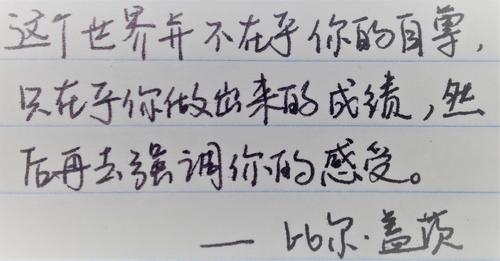 这个世界并不在乎你的自尊,
只在乎你做出来的成绩,然
后再去强调你的感受。
— 比尔·盖茨